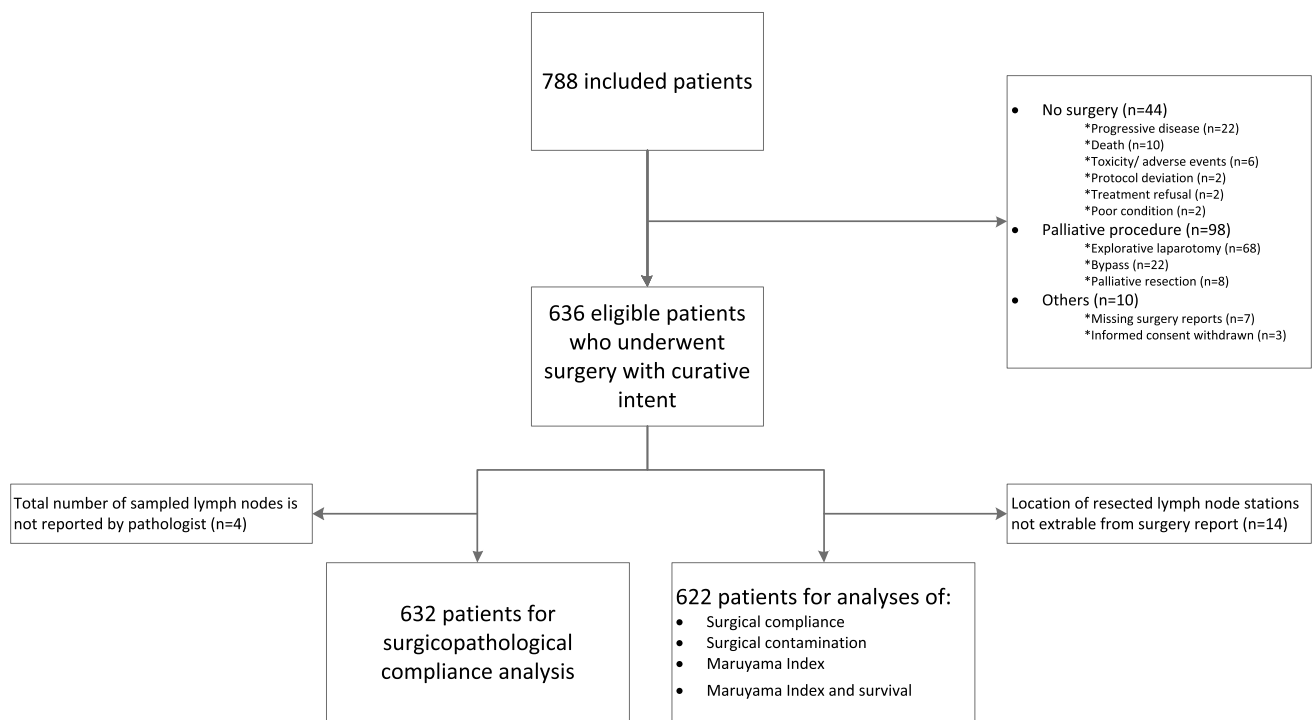 788 included patients
• No surgery (n=44)
*Progressive disease (n=22)
*Death (n=10)
*Toxicity/ adverse events (n=6)
*Protocol deviation (n=2)
*Treatment refusal (n=2)
*Poor condition (n=2)
• Palliative procedure (n=98)
*Explorative laparotomy (n=68)
*Bypass (n=22)
*Palliative resection (n=8)
• Others (n=10)
*Missing surgery reports (n=7)
*Informed consent withdrawn (n=3)
636 eligible patients
who underwent
surgery with curative
intent
Total number of sampled lymph nodes is
not reported by pathologist (n=4)
Location of resected lymph node stations
not extrable from surgery report (n=14)
632 patients for
surgicopathological
compliance analysis
622 patients for analyses of:
• Surgical compliance
• Surgical contamination
• Maruyama Index
• Maruyama Index and survival